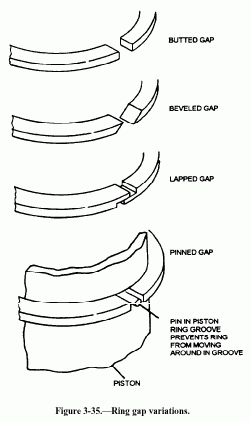 BUTTED GAP
BEVELED GAP
LAPPED GAP
PINNED GAP
PIN IN PISTON
RING GROOVE
PREVENTS RING
FROM MOVING
AROUND IN GROOVE
PISTON
Figure 3-35.—Ring gap variations.